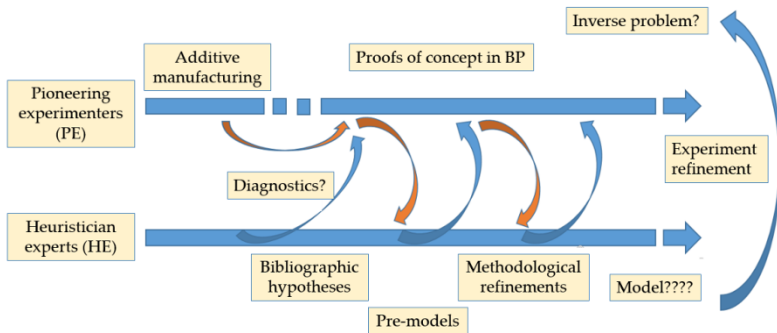 Inverse problem?
Additive
manufacturing
Proofs of concept in BP
Pioneering
experimenters
(PE)
Experiment
refinement
Diagnostics?
Heuristician
experts (HE)
Bibliographic
hypotheses
Methodological
refinements
Model????
Pre-models